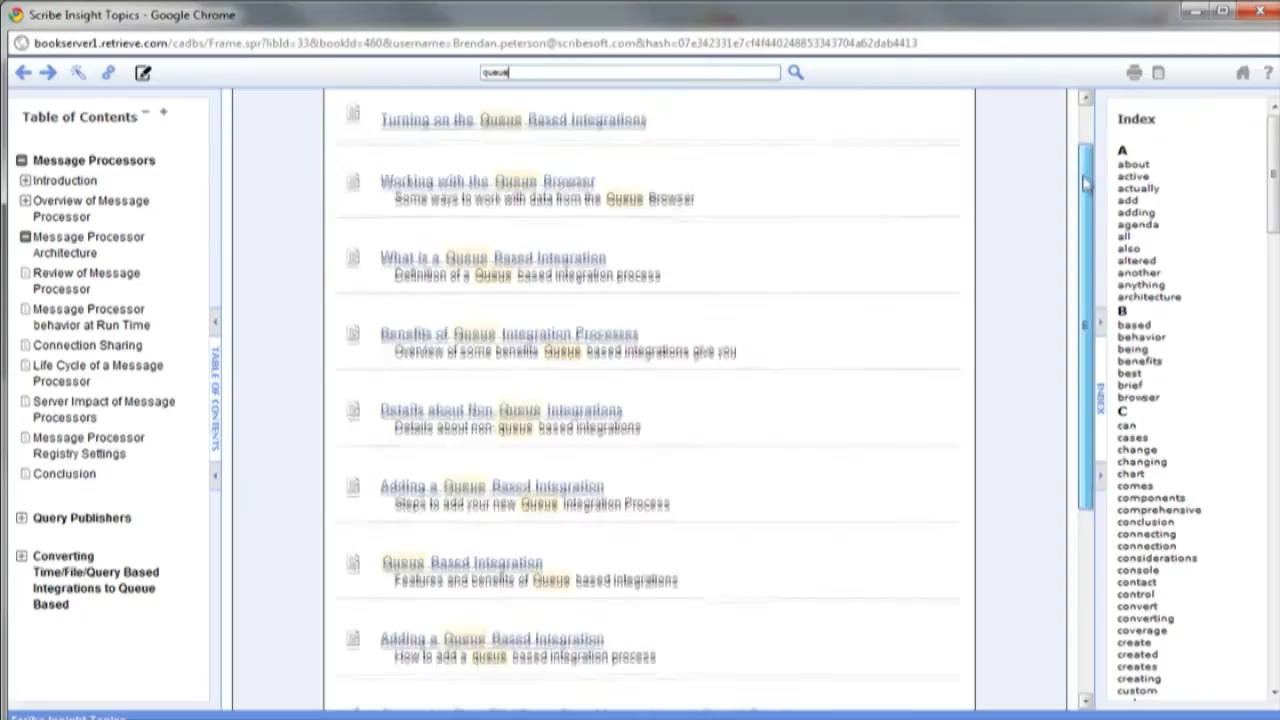 Scribe Insight Topics - Google Chrome
bookserver1.retrieve.com/cadbs/Frame.spr?libId=33&bookId=460&username=Brendan.peterson@scribesoft.com&hash=07e342331e7cf4f440248853343704a62dab4413
queue
Table of Contents
Message Processors
Introduction
Overview of Message
Processor
Message Processor
Architecture
Review of Message
Processor
Message Processor
behavior at Run Time
Connection Sharing
Life Cycle of a Message
Processor
Server Impact of Message
Processors
Message Processor
Registry Settings
Conclusion
Query Publishers
Converting
Time/File/Query Based
Integrations to Queue
Based
TABLE OF CONTENTS
Turning on the Queue Based Integrations
Working with the Queue Browser
Some ways to work with data from the Queue Browser
What is a Queue Based Integration
Definition of a Queue based integration process
Benefits of Queue Integration Processes
Overview of some benefits Queue based integrations give you
Details about Non Queue Integrations
Details about non-queue based integrations
Adding a Queue Based Integration
Steps to add your new Queue Integration Process
Queue Based Integration
Features and benefits of Queue based integrations
Adding a Queue Based Integration
How to add a queue based integration process
INDEX
Index
A
about
active
actually
add
adding
agenda
all
also
altered
another
anything
architecture
B
based
behavior
being
benefits
best
brief
browser
C
can
cases
change
changing
chart
comes
components
comprehensive
conclusion
connecting
connection
considerations
console
contact
control
convert
converting
coverage
create
created
creates
creating
custom
Scribe Insight Topics